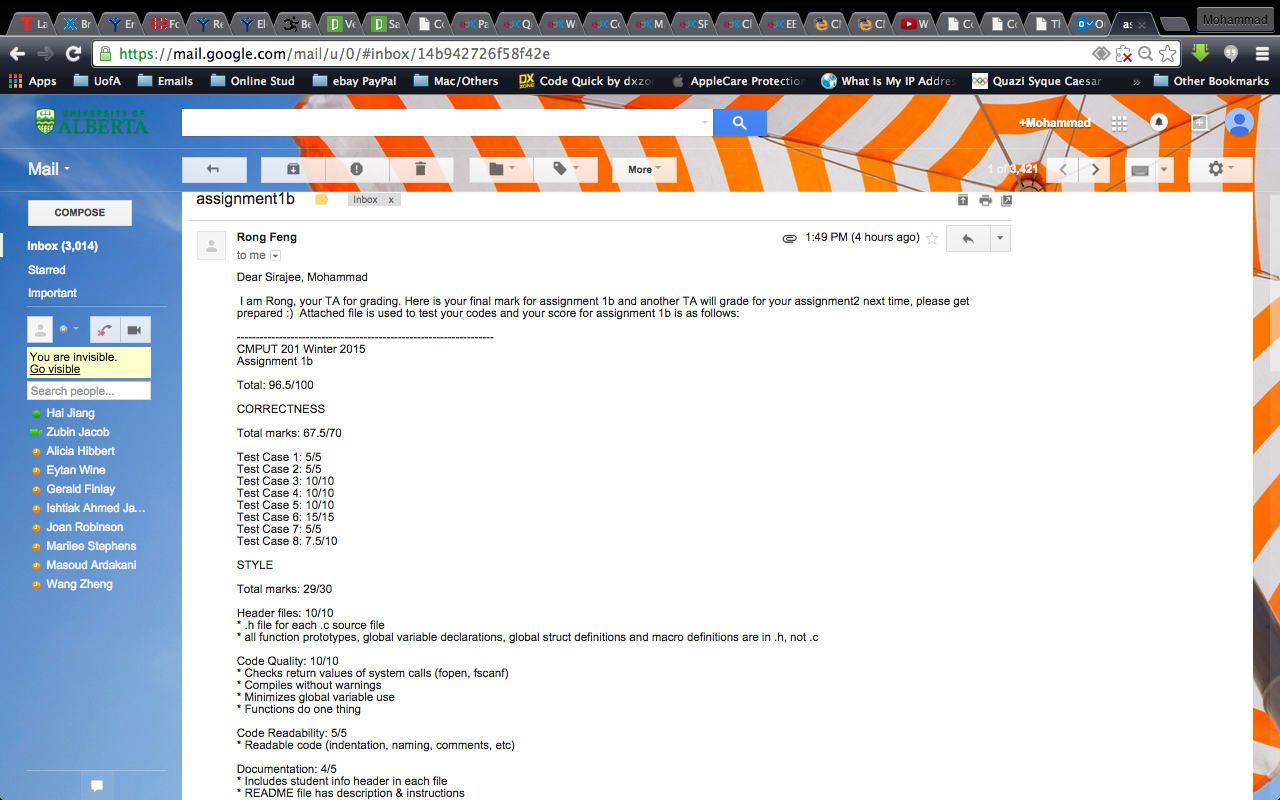 La
Br
Er
Fo
Er
Re
El
Be
Ve
Sa
Co
Pa
Q
W
Co
M
SF
Cl
EE
Cl
Cl
W
Co
Co
Th
O
as
Mohammad
https://mail.google.com/mail/u/0/#inbox/14b942726f58f42e
Apps UofA Emails Online Stud ebay PayPal Mac/Others Code Quick by dxzo AppleCare Protection What Is My IP Addres Quazi Syque Caesar » Other Bookmarks
UNIVERSITY OF
ALBERTA
+Mohammad
Mail
More
1 of 3,421
COMPOSE
assignment1b Inbox x
Inbox (3,014)
Starred
Important
You are invisible.
Go visible
Search people...
Hai Jiang
Zubin Jacob
Alicia Hibbert
Eytan Wine
Gerald Finlay
Ishtiak Ahmed Ja...
Joan Robinson
Marilee Stephens
Masoud Ardakani
Wang Zheng
Rong Feng 1:49 PM (4 hours ago)
to me
Dear Sirajee, Mohammad
I am Rong, your TA for grading. Here is your final mark for assignment 1b and another TA will grade for your assignment2 next time, please get
prepared :) Attached file is used to test your codes and your score for assignment 1b is as follows:
----------------------------------------------------------------
CMPUT 201 Winter 2015
Assignment 1b
Total: 96.5/100
CORRECTNESS
Total marks: 67.5/70
Test Case 1: 5/5
Test Case 2: 5/5
Test Case 3: 10/10
Test Case 4: 10/10
Test Case 5: 10/10
Test Case 6: 15/15
Test Case 7: 5/5
Test Case 8: 7.5/10
STYLE
Total marks: 29/30
Header files: 10/10
* .h file for each .c source file
* all function prototypes, global variable declarations, global struct definitions and macro definitions are in .h, not .c
Code Quality: 10/10
* Checks return values of system calls (fopen, fscanf)
* Compiles without warnings
* Minimizes global variable use
* Functions do one thing
Code Readability: 5/5
* Readable code (indentation, naming, comments, etc)
Documentation: 4/5
* Includes student info header in each file
* README file has description & instructions